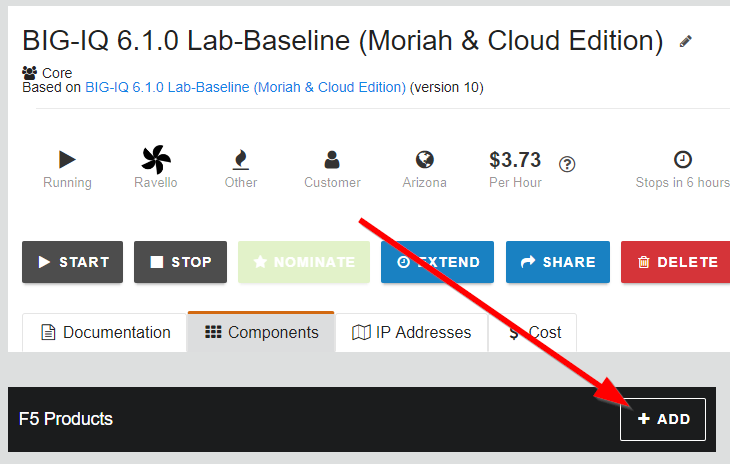 BIG-IQ 6.1.0 Lab-Baseline (Moriah & Cloud Edition)
Core
Based on BIG-IQ 6.1.0 Lab-Baseline (Moriah & Cloud Edition) (version 10)
$3.73
Running Ravello Other Customer Arizona Per Hour Stops in 6 hours
START STOP NOMINATE EXTEND SHARE DELETE
Documentation Components IP Addresses Cost
F5 Products + ADD